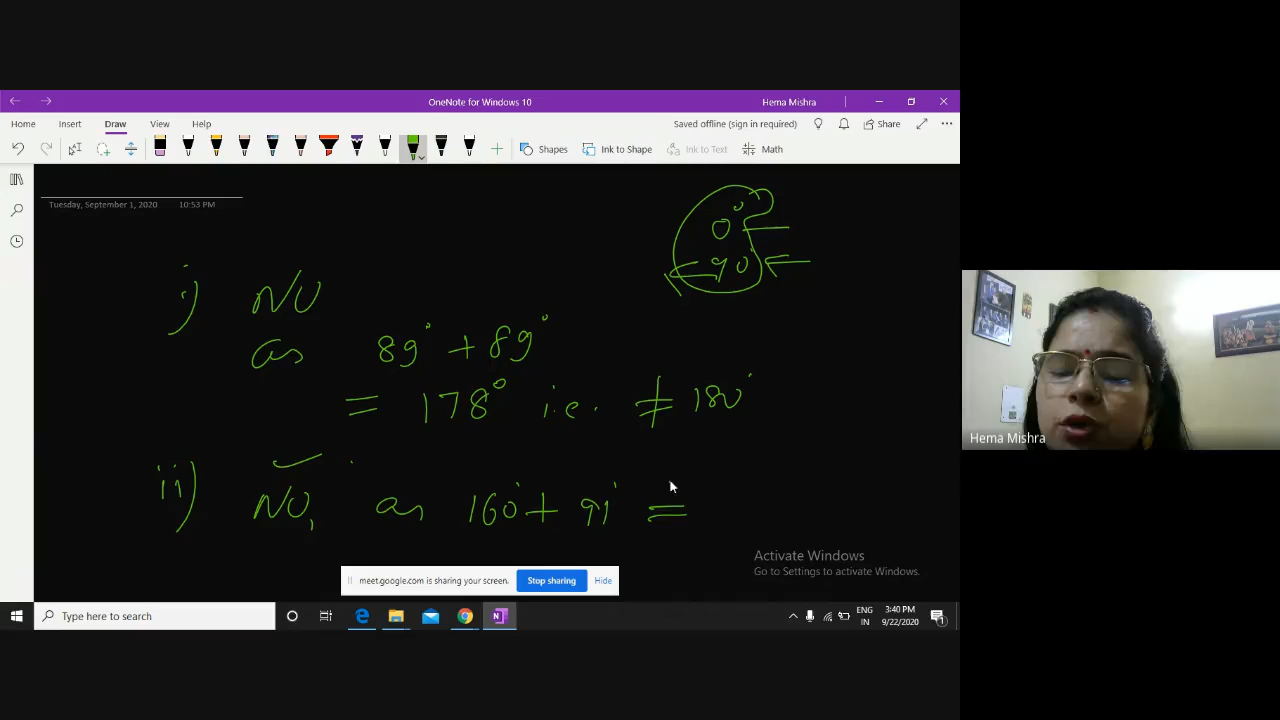 OneNote for Windows 10
Hema Mishra
Home Insert Draw View Help
Saved offline (sign in required)
Share
Shapes
Ink to Shape
Ink to Text
Math
Tuesday, September 1, 2020 10:53 PM
0°
90°
i) NO
as 89° + 89°
= 178° i.e. ≠ 180°
ii) NO, as 160° + 91° =
Hema Mishra
Activate Windows
Go to Settings to activate Windows.
meet.google.com is sharing your screen.
Stop sharing
Hide
Type here to search
ENG
IN
3:40 PM
9/22/2020
1